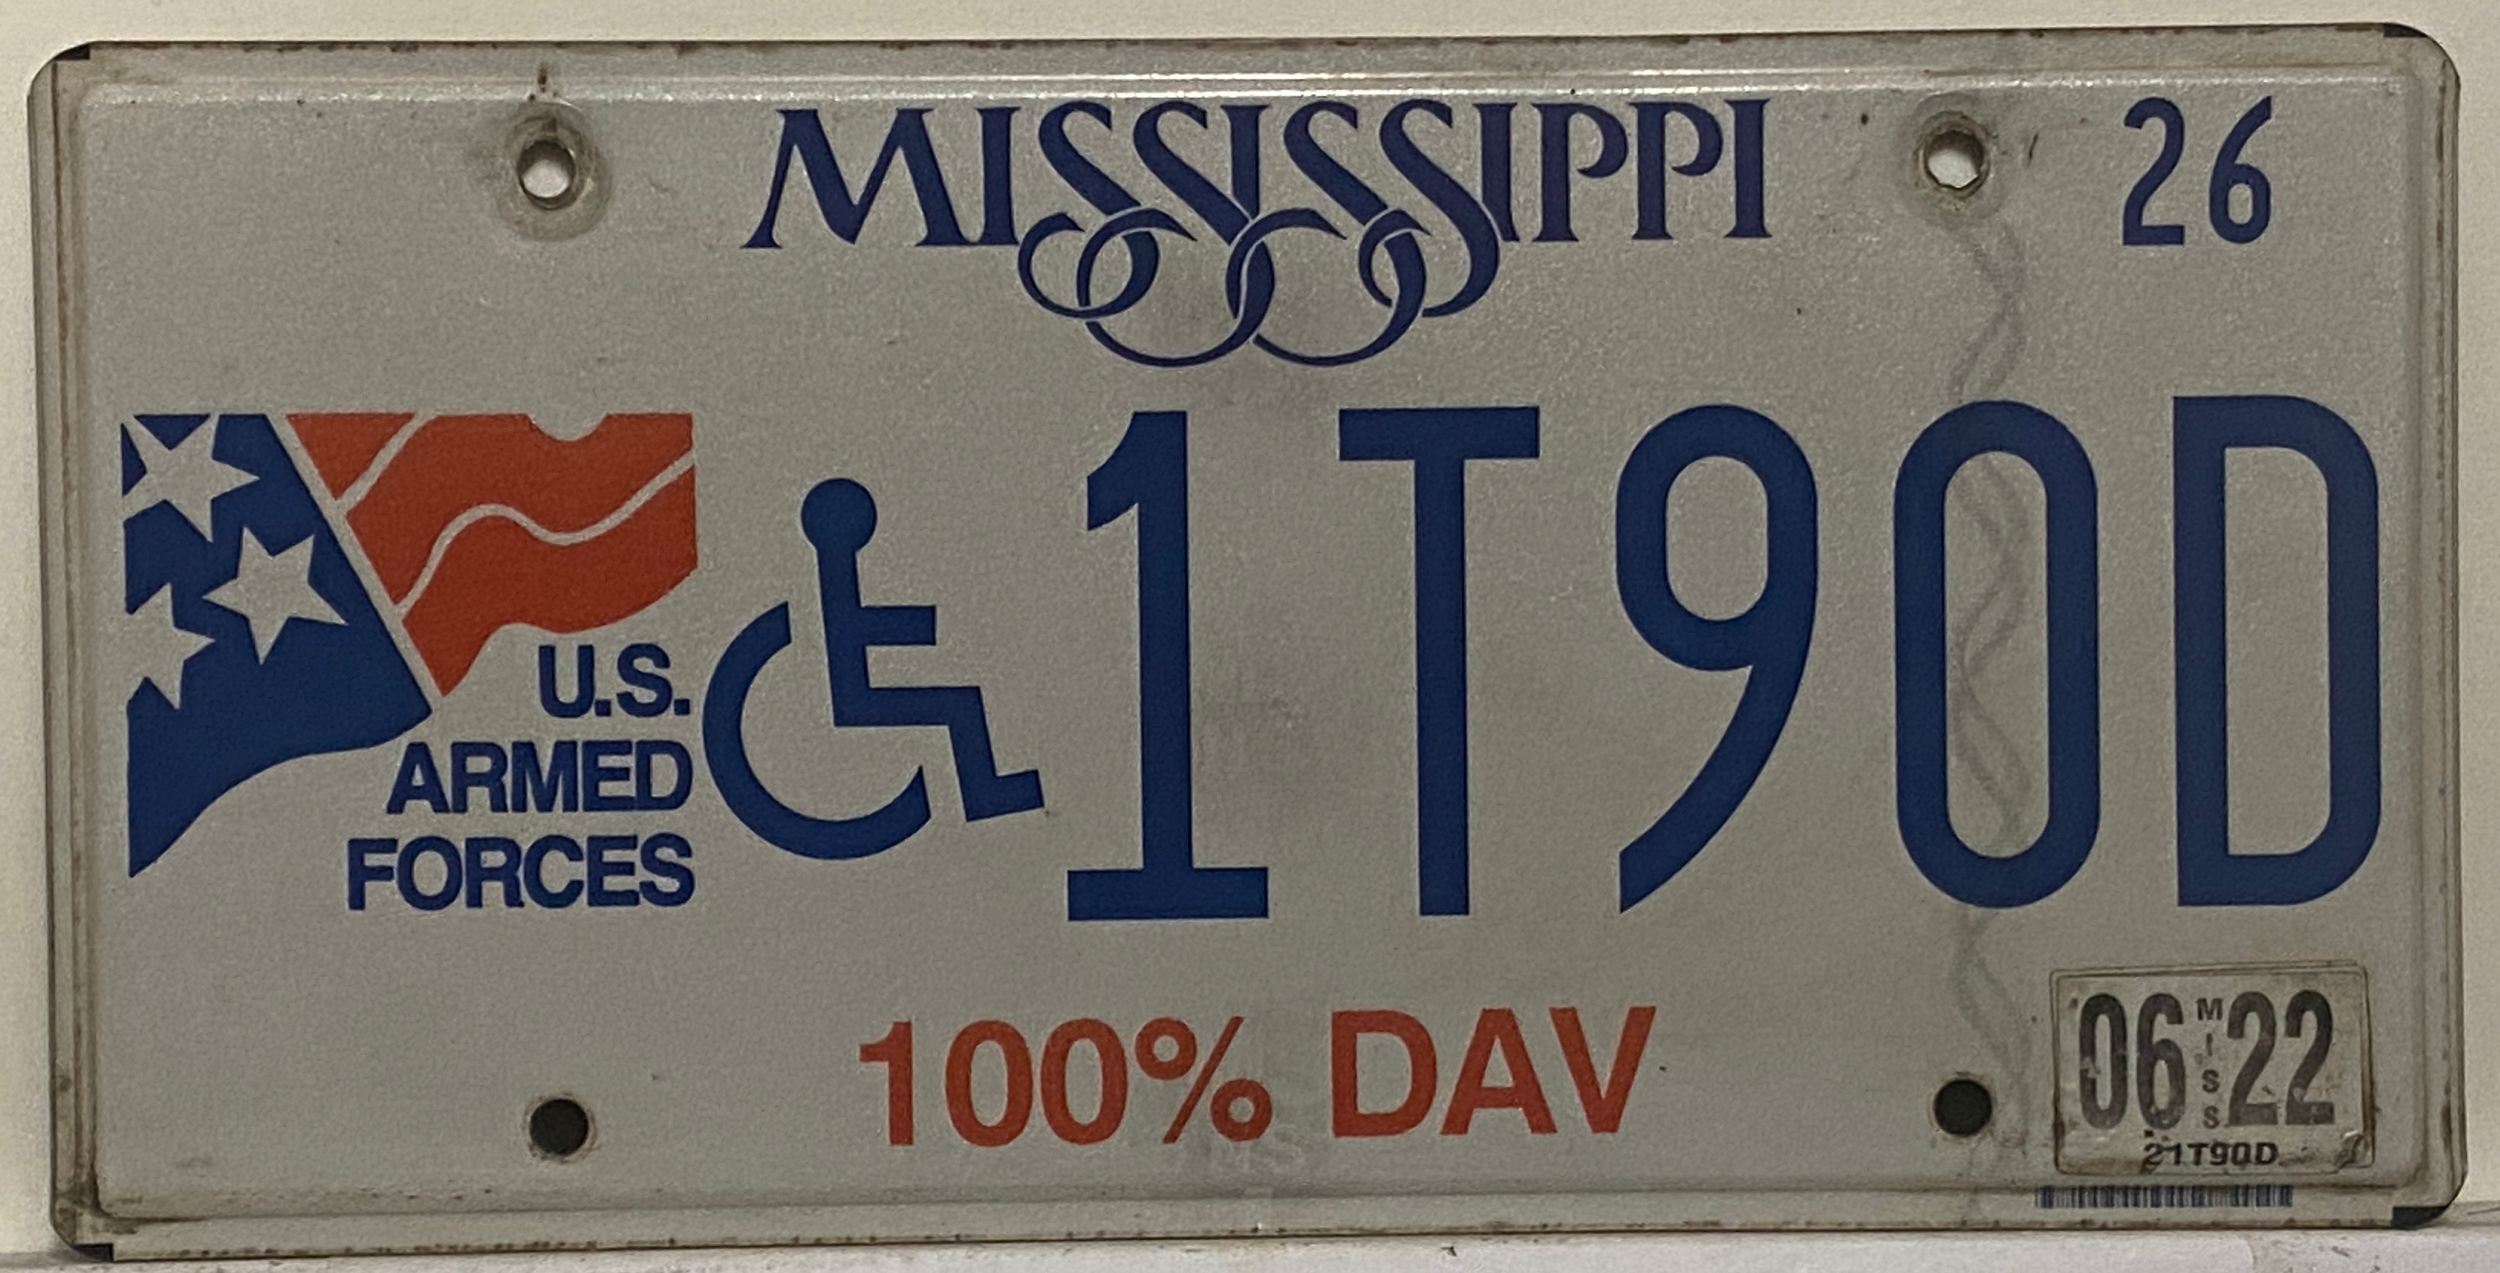 MISSISSIPPI 26
1T90D
U.S.
ARMED
FORCES
100% DAV
06 MISS 22
21T90D